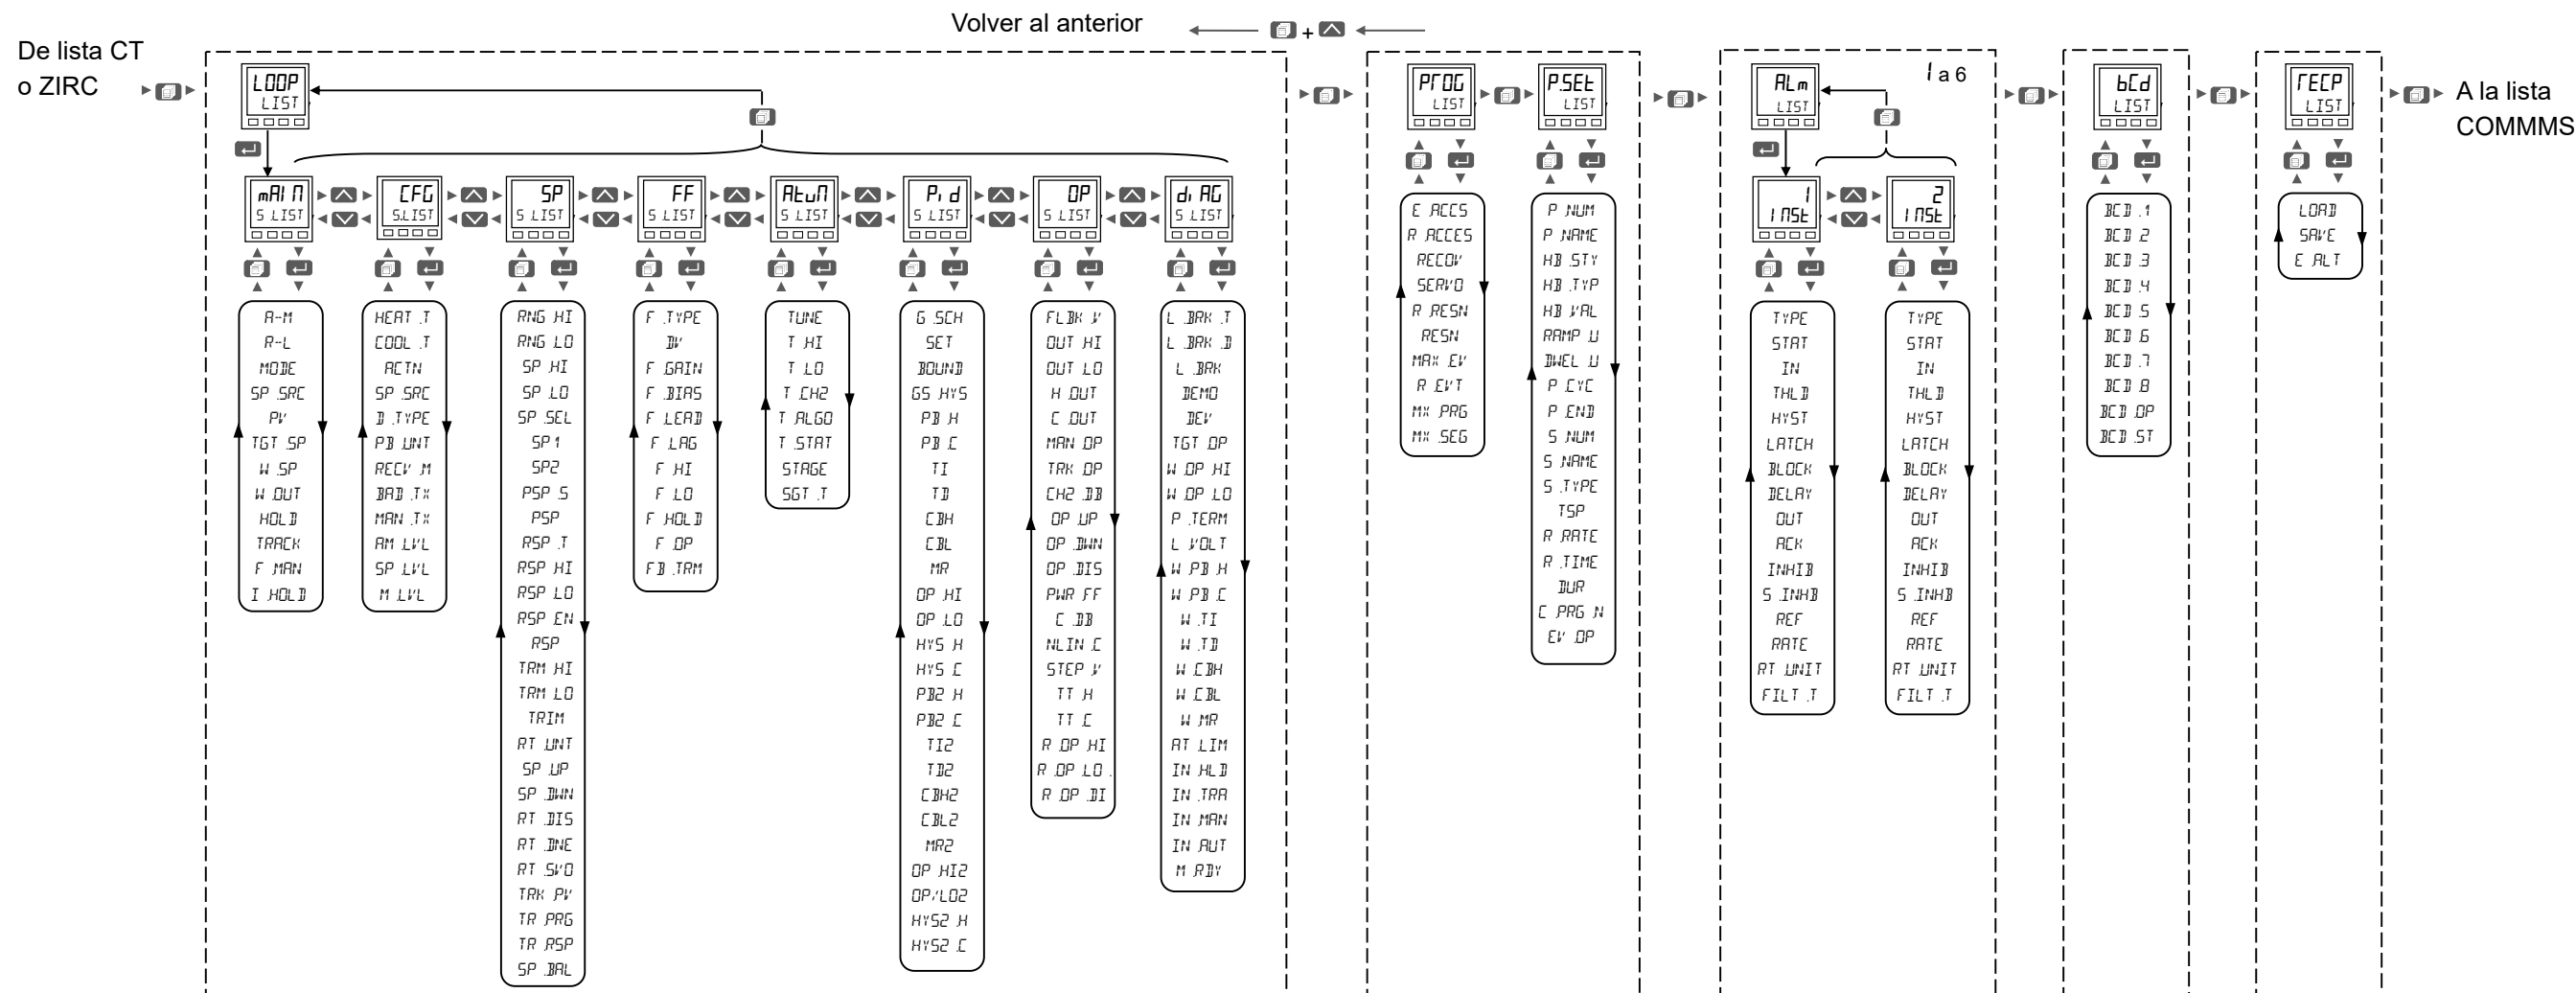 Volver al anterior
+
De lista CT
o ZIRC
LOOP
LIST
mAIN
S.LIST
A-M
R-L
MODE
SP.SRC
PV
TGT.SP
W.SP
W.OUT
HOLD
TRACK
F.MAN
I.HOLD
CFG
S.LIST
HEAT.T
COOL.T
ACTN
SP.SRC
D.TYPE
PB.UNT
RECV.M
BAD.TX
MAN.TX
AM.LVL
SP.LVL
M.LVL
SP
S.LIST
RNG.HI
RNG.LO
SP.HI
SP.LO
SP.SEL
SP1
SP2
PSP.S
PSP
RSP.T
RSP.HI
RSP.LO
RSP.EN
RSP
TRM.HI
TRM.LO
TRIM
RT.UNT
SP.UP
SP.DWN
RT.DIS
RT.DNE
RT.SVO
TRK.PV
TR.PRG
TR.RSP
SP.BAL
FF
S.LIST
F.TYPE
DV
F.GAIN
F.BIAS
F.LEAD
F.LAG
F.HI
F.LO
F.HOLD
F.OP
FB.TRM
AtuN
S.LIST
TUNE
T.HI
T.LO
T.CH2
T.ALGO
T.STAT
STAGE
SGT.T
Pid
S.LIST
G.SCH
SET
BOUND
GS.HYS
PB.H
PB.C
TI
TD
CBH
CBL
MR
OP.HI
OP.LO
HYS.H
HYS.C
PB2.H
PB2.C
TI2
TD2
CBH2
CBL2
MR2
OP.HI2
OP/LO2
HYS2.H
HYS2.C
OP
S.LIST
FLBK.V
OUT.HI
OUT.LO
H.OUT
C.OUT
MAN.OP
TRK.OP
CH2.DB
OP.UP
OP.DWN
OP.DIS
PWR.FF
C.DB
NLIN.C
STEP.V
TT.H
TT.C
R.OP.HI
R.OP.LO.
R.OP.DI
diAG
S.LIST
L.BRK.T
L.BRK.D
L.BRK
DEMO
DEV
TGT.OP
W.OP.HI
W.OP.LO
P.TERM
L.VOLT
W.PB.H
W.PB.C
W.TI
W.TD
W.CBH
W.CBL
W.MR
AT.LIM
IN.HLD
IN.TRA
IN.MAN
IN.AUT
M.RDY
PrOG
LIST
E.ACCS
R.ACCES
RECOV
SERVO
R.RESN
RESN
MAX.EV
R.EVT
MX.PRG
MX.SEG
P.SEt
LIST
P.NUM
P.NAME
HB.STY
HB.TYP
HB.VAL
RAMP.U
DWEL.U
P.CYC
P.END
S.NUM
S.NAME
S.TYPE
TSP
R.RATE
R.TIME
DUR
C.PRG.N
EV.OP
ALm
LIST
1 a 6
1
INSt
TYPE
STAT
IN
THLD
HYST
LATCH
BLOCK
DELAY
OUT
ACK
INHIB
S.INHB
REF
RATE
RT.UNIT
FILT.T
2
INSt
TYPE
STAT
IN
THLD
HYST
LATCH
BLOCK
DELAY
OUT
ACK
INHIB
S.INHB
REF
RATE
RT.UNIT
FILT.T
bCd
LIST
BCD.1
BCD.2
BCD.3
BCD.4
BCD.5
BCD.6
BCD.7
BCD.8
BCD.OP
BCD.ST
rECP
LIST
LOAD
SAVE
E.ALT
A la lista
COMMMS